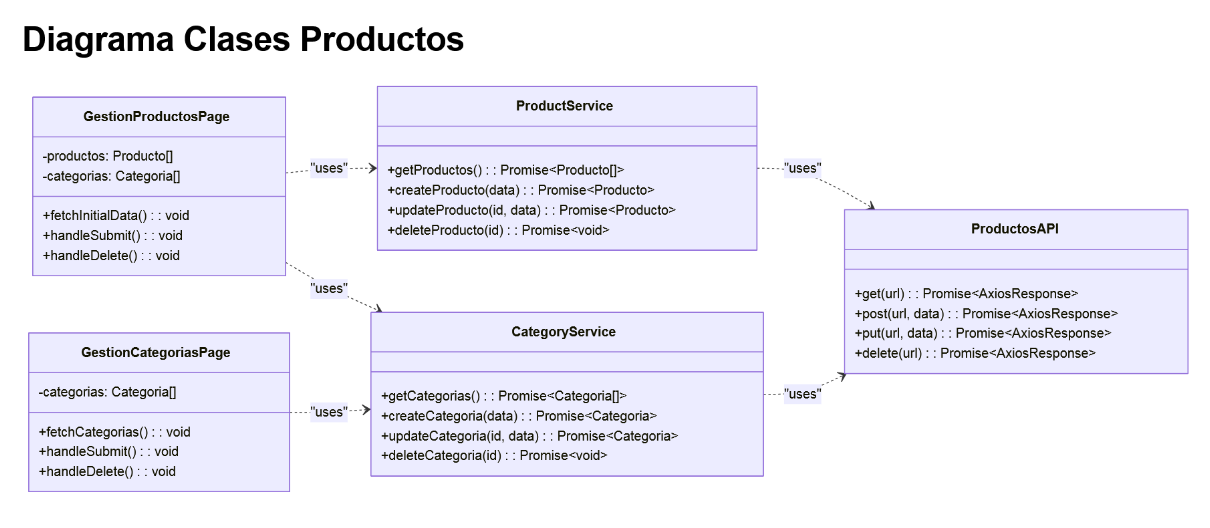 Diagrama Clases Productos
GestionProductosPage
-productos: Producto[]
-categorias: Categoria[]
+fetchInitialData() : : void
+handleSubmit() : : void
+handleDelete() : : void
"uses"
ProductService
+getProductos() : : Promise<Producto[]>
+createProducto(data) : : Promise<Producto>
+updateProducto(id, data) : : Promise<Producto>
+deleteProducto(id) : : Promise<void>
"uses"
"uses"
GestionCategoriasPage
-categorias: Categoria[]
+fetchCategorias() : : void
+handleSubmit() : : void
+handleDelete() : : void
"uses"
CategoryService
+getCategorias() : : Promise<Categoria[]>
+createCategoria(data) : : Promise<Categoria>
+updateCategoria(id, data) : : Promise<Categoria>
+deleteCategoria(id) : : Promise<void>
"uses"
ProductosAPI
+get(url) : : Promise<AxiosResponse>
+post(url, data) : : Promise<AxiosResponse>
+put(url, data) : : Promise<AxiosResponse>
+delete(url) : : Promise<AxiosResponse>